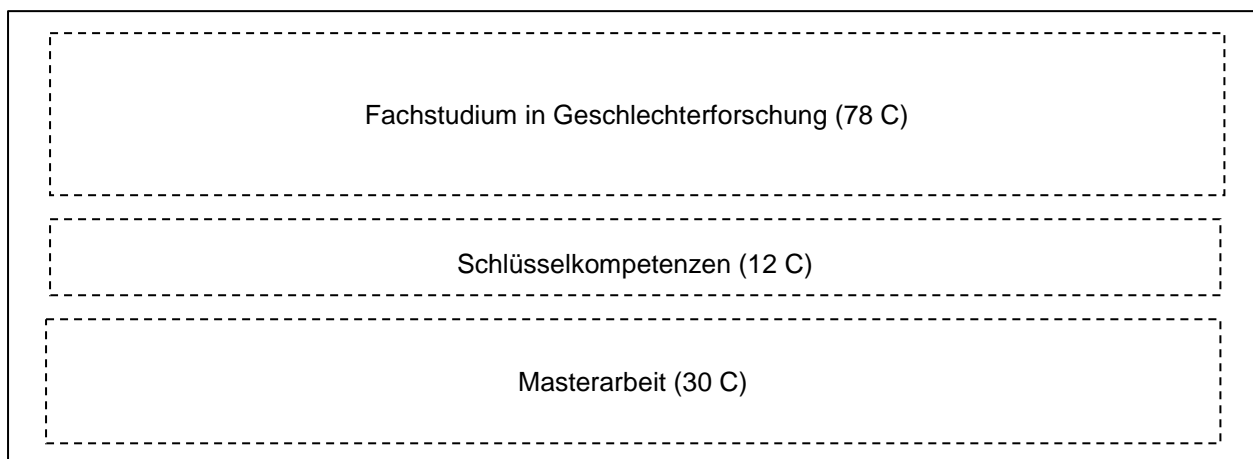 Fachstudium in Geschlechterforschung (78 C)
Schlüsselkompetenzen (12 C)
Masterarbeit (30 C)